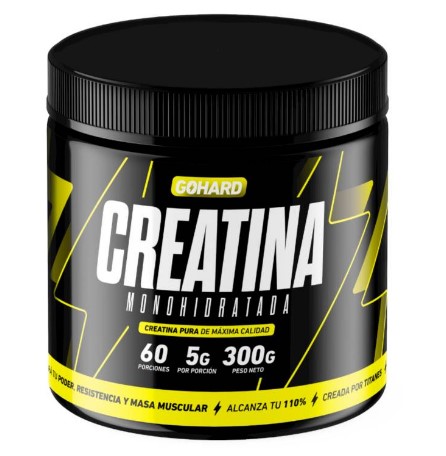 GOHARD
CREATINA
MONOHIDRATADA
CREATINA PURA DE MÁXIMA CALIDAD
60 5G 300G
PORCIONES POR PORCIÓN PESO NETO
TU PODER, RESISTENCIA Y MASA MUSCULAR ALCANZA TU 110% CREADA POR TITANES